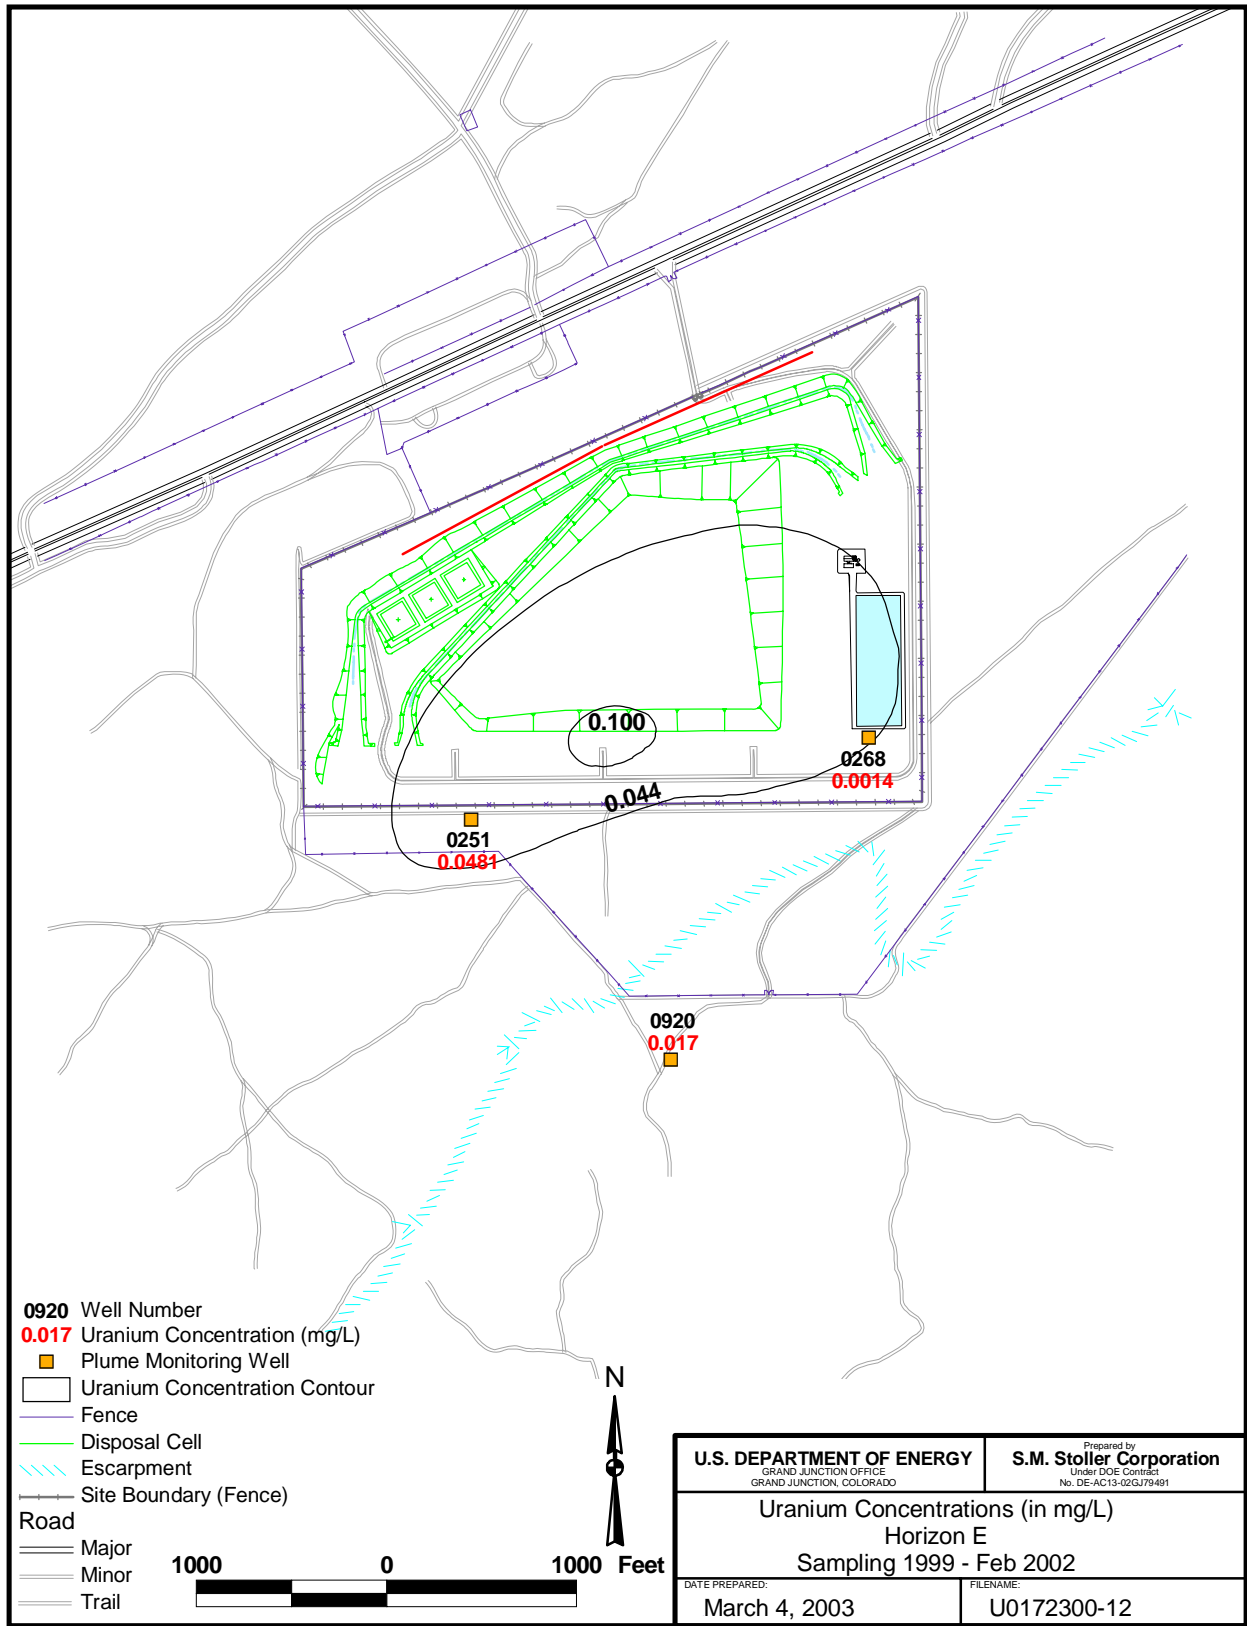 0.100
0268
0.0014
0.044
0251
0.0481
0920
0.017
0920 Well Number
0.017 Uranium Concentration (mg/L)
Plume Monitoring Well
Uranium Concentration Contour
Fence
Disposal Cell
Escarpment
Site Boundary (Fence)
Road
Major
Minor
Trail
1000 0 1000 Feet
N
U.S. DEPARTMENT OF ENERGY
GRAND JUNCTION OFFICE
GRAND JUNCTION, COLORADO
Prepared by
S.M. Stoller Corporation
Under DOE Contract
No. DE-AC13-02GJ79491
Uranium Concentrations (in mg/L)
Horizon E
Sampling 1999 - Feb 2002
DATE PREPARED:
March 4, 2003
FILENAME:
U0172300-12